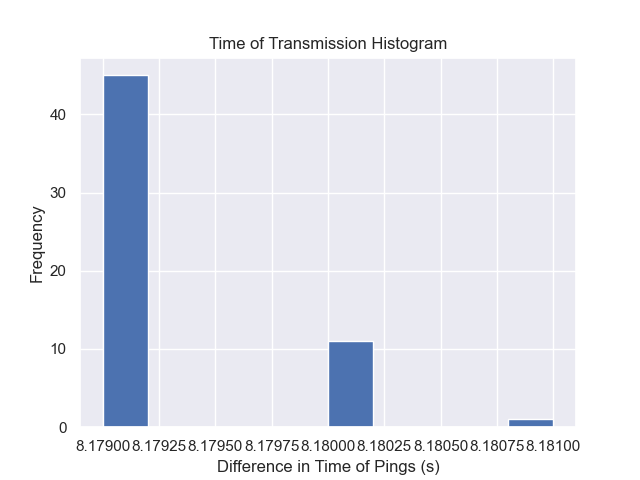 Time of Transmission Histogram
Frequency
40
30
20
10
0
8.17900 8.17925 8.17950 8.17975 8.18000 8.18025 8.18050 8.18075 8.18100
Difference in Time of Pings (s)